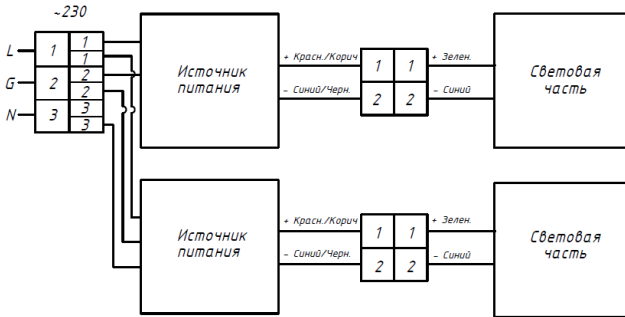 ~230
L
1
1
1
G
2
2
2
N
3
3
3
Источник
питания
+ Красн./Корич
- Синий/Черн.
1 1
2 2
+ Зелен.
- Синий
Световая
часть
Источник
питания
+ Красн./Корич
- Синий/Черн.
1 1
2 2
+ Зелен.
- Синий
Световая
часть